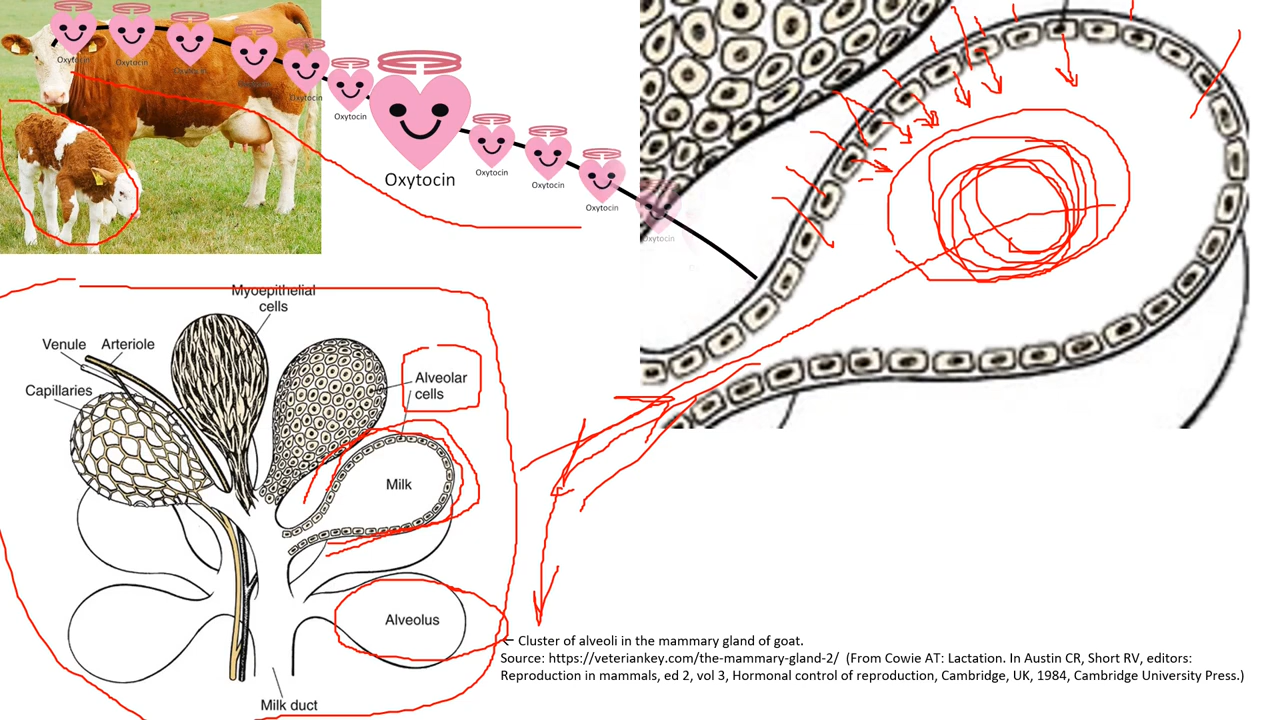 Oxytocin
Oxytocin
Oxytocin
Oxytocin
Oxytocin
Oxytocin
Oxytocin
Oxytocin
Oxytocin
Oxytocin
Oxytocin
Myoepithelial
cells
Venule
Arteriole
Capillaries
Alveolar
cells
Milk
Alveolus
Milk duct
← Cluster of alveoli in the mammary gland of goat.
Source: https://veteriankey.com/the-mammary-gland-2/ (From Cowie AT: Lactation. In Austin CR, Short RV, editors:
Reproduction in mammals, ed 2, vol 3, Hormonal control of reproduction, Cambridge, UK, 1984, Cambridge University Press.)